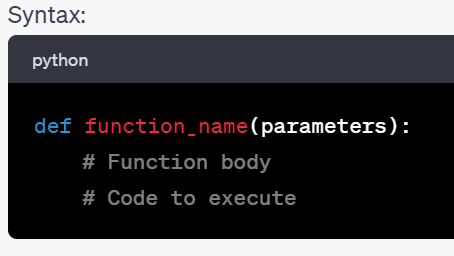 Syntax:
python
def function_name(parameters):
    # Function body
    # Code to execute